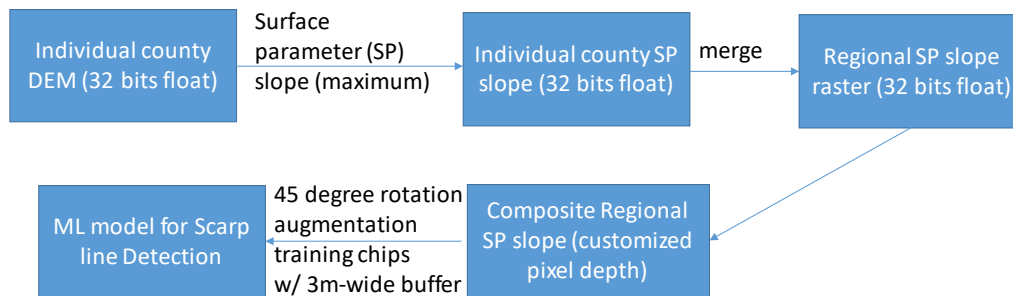 Individual county
DEM (32 bits float)
Surface
parameter (SP)
slope (maximum)
Individual county SP
slope (32 bits float)
merge
Regional SP slope
raster (32 bits float)
ML model for Scarp
line Detection
45 degree rotation
augmentation
training chips
w/ 3m-wide buffer
Composite Regional
SP slope (customized
pixel depth)